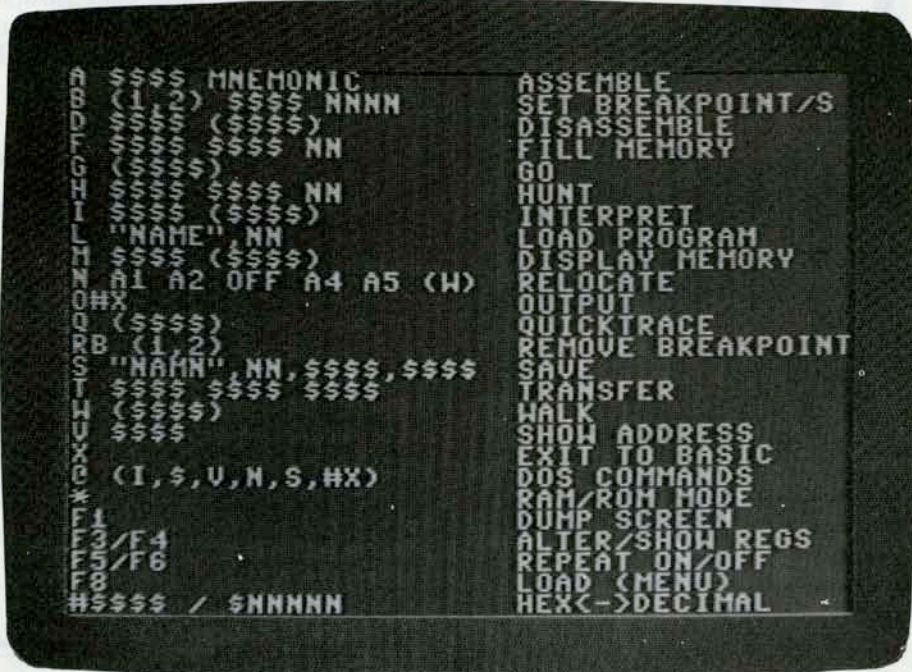 A $$$$ MNEMONIC ASSEMBLE
B (1,2) $$$$ NNNN SET BREAKPOINT/S
D $$$$ ($$$$) DISASSEMBLE
F $$$$ $$$$ NN FILL MEMORY
G ($$$$) GO
H $$$$ $$$$ NN HUNT
I $$$$ ($$$$) INTERPRET
L "NAME",NN LOAD PROGRAM
M $$$$ ($$$$) DISPLAY MEMORY
N A1 A2 OFF A4 A5 (W) RELOCATE
O#X OUTPUT
Q ($$$$) QUICKTRACE
RB (1,2) REMOVE BREAKPOINT
S "NAMN",NN,$$$$,$$$$ SAVE
T $$$$ $$$$ $$$$ TRANSFER
W ($$$$) WALK
V $$$$ SHOW ADDRESS
X EXIT TO BASIC
@ (I,$,V,N,S,#X) DOS COMMANDS
* RAM/ROM MODE
F1 DUMP SCREEN
F3/F4 ALTER/SHOW REGS
F5/F6 REPEAT ON/OFF
F8 LOAD (MENU)
#$$$$ / $NNNNN HEX<->DECIMAL